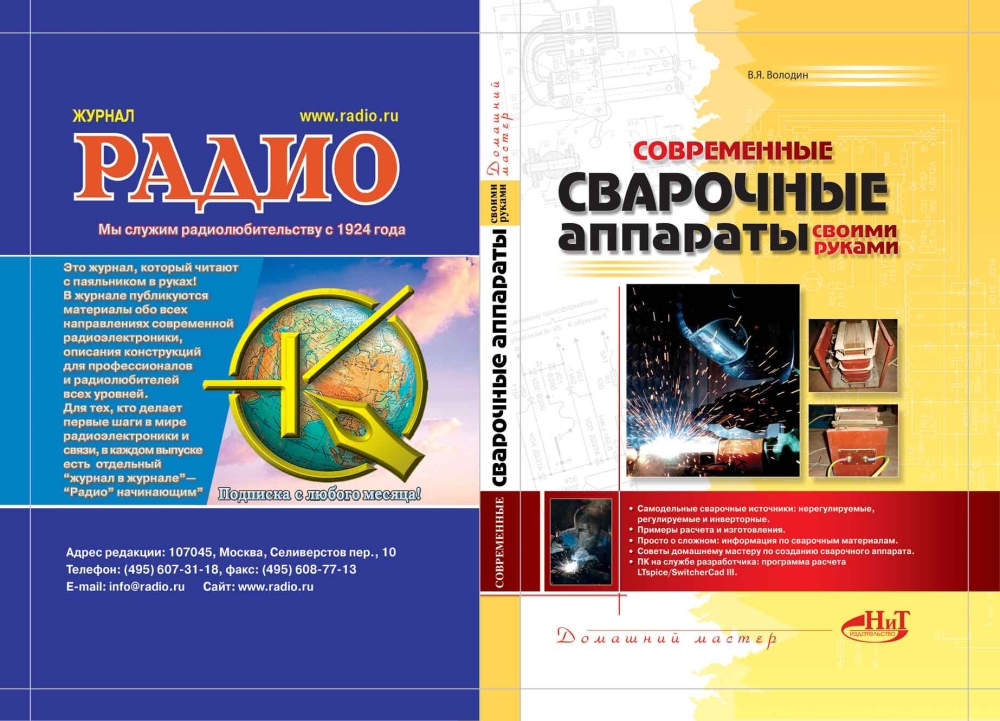 ЖУРНАЛ
www.radio.ru
РАДИО
Мы служим радиолюбительству с 1924 года
Это журнал, который читают
с паяльником в руках!
В журнале публикуются
материалы обо всех
направлениях современной
радиоэлектроники,
описания конструкций
для профессионалов
и радиолюбителей
всех уровней.
Для тех, кто делает
первые шаги в мире
радиоэлектроники и
связи, в каждом выпуске
есть отдельный
“журнал в журнале”—
“Радио” начинающим”
Подписка с любого месяца!
Адрес редакции: 107045, Москва, Селиверстов пер., 10
Телефон: (495) 607-31-18, факс: (495) 608-77-13
E-mail: info@radio.ru Сайт: www.radio.ru
Домашний
мастер
СОВРЕМЕННЫЕ сварочные аппараты своими
руками
В.Я. Володин
СОВРЕМЕННЫЕ
СВАРОЧНЫЕ
аппараты своими
руками
• Самодельные сварочные источники: нерегулируемые,
регулируемые и инверторные.
• Примеры расчета и изготовления.
• Просто о сложном: информация по сварочным материалам.
• Советы домашнему мастеру по созданию сварочного аппарата.
• ПК на службе разработчика: программа расчета
LTspice/SwitcherCad III.
Домашний мастер
НиТ
ИЗДАТЕЛЬСТВО